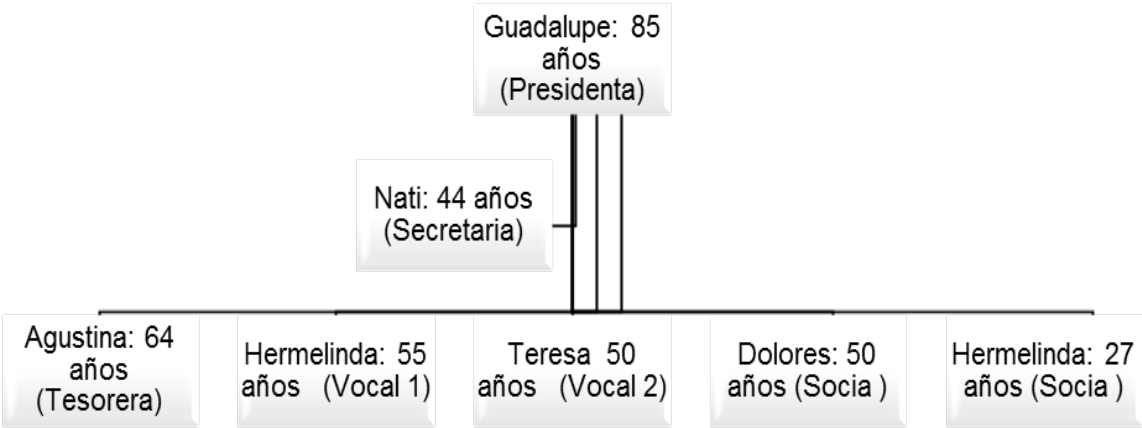 Guadalupe: 85
años
(Presidenta)
Nati: 44 años
(Secretaria)
Agustina: 64
años
(Tesorera)
Hermelinda: 55
años (Vocal 1)
Teresa 50
años (Vocal 2)
Dolores: 50
años (Socia )
Hermelinda: 27
años (Socia )